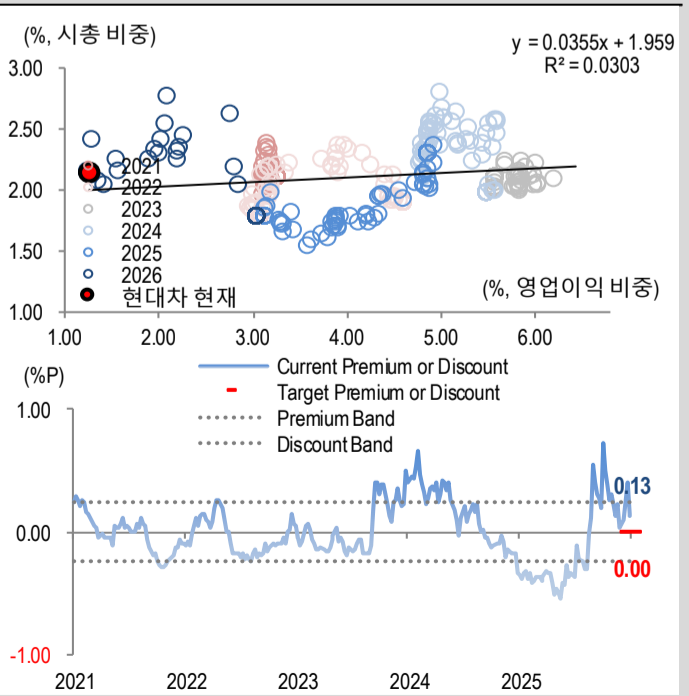 (%, 시총 비중)
y = 0.0355x + 1.959
R² = 0.0303
3.00
2.50
2.00
1.50
1.00
2021
2022
2023
2024
2025
2026
현대차 현재
(%, 영업이익 비중)
1.00 2.00 3.00 4.00 5.00 6.00
(%P)
Current Premium or Discount
Target Premium or Discount
Premium Band
Discount Band
1.00
0.13
0.00
0.00
-1.00
2021 2022 2023 2024 2025